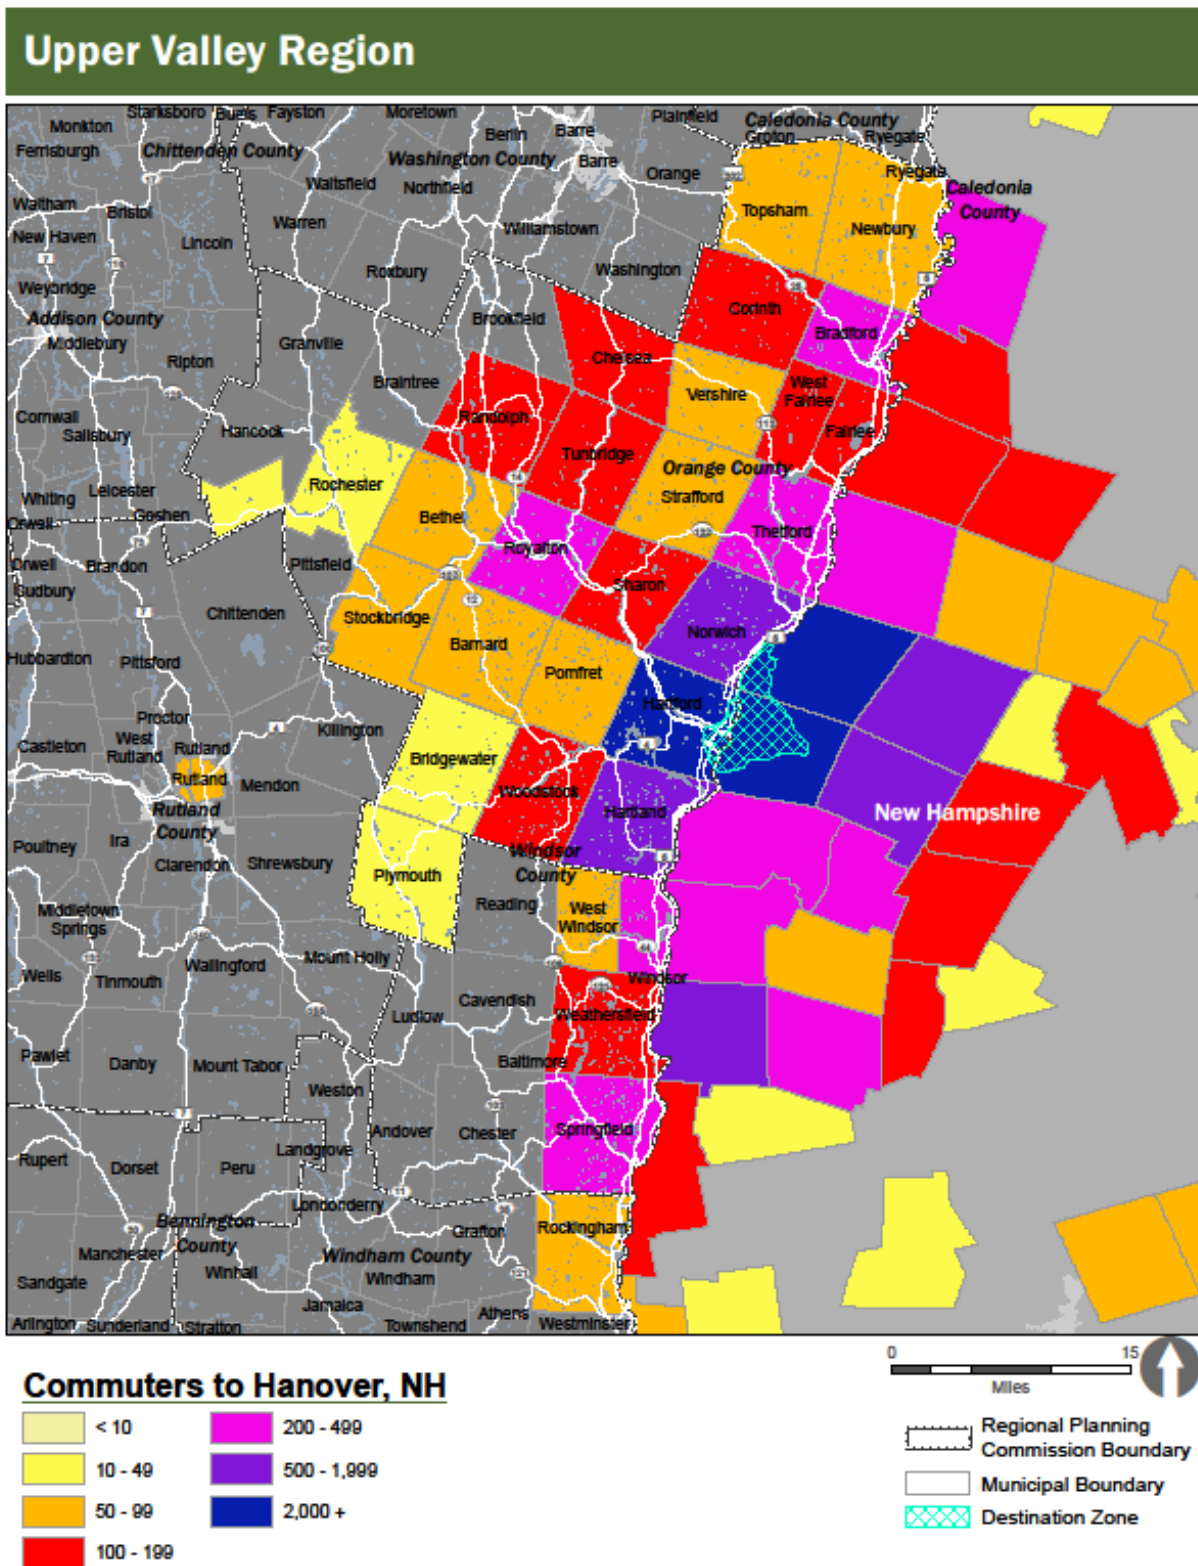 Upper Valley Region
Starksboro Buels Fayston Moretown Plainfield Caledonia County
Monkton Berlin Barre Groton Ryegate
Ferrisburgh Chittenden County Washington County Barre
Waitsfield Northfield Orange Ryegate
Waltham Bristol Warren Topsham Caledonia
County
New Haven Lincoln Williamstown Newbury
Roxbury Washington
Weybridge
Addison County Brookfield Corinth
Middlebury Granville Bradford
Ripton Chelsea
Braintree Vershire West
Fairlee
Cornwall Hancock Randolph Fairlee
Salisbury Tunbridge
Rochester Orange County
Whiting Leicester Strafford
Orwell Goshen Bethel Thetford
Royalton
Orwell Brandon Pittsfield Sharon
Sudbury
Chittenden Stockbridge Norwich
Barnard
Hubbardton Pittsford Pomfret
Hartford
Proctor
Castleton West
Rutland Rutland Killington
Bridgewater
Rutland Mendon Woodstock
Rutland
County Hartland New Hampshire
Poultney Ira Clarendon Shrewsbury
Windsor
County
Plymouth
Middletown
Springs Reading West
Windsor
Wells Tinmouth Wallingford Mount Holly Windsor
Cavendish
Ludlow Weathersfield
Pawlet Danby Mount Tabor Baltimore
Weston
Andover Chester Springfield
Rupert Dorset Peru Landgrove
Londonderry
Bennington
County Grafton Rockingham
Manchester Windham County
Winhall Windham
Sandgate
Jamaica Athens
Arlington Sunderland Stratton Townshend Westminster
0 15
Miles
Commuters to Hanover, NH
< 10
10 - 49
50 - 99
100 - 199
200 - 499
500 - 1,999
2,000 +
Regional Planning
Commission Boundary
Municipal Boundary
Destination Zone